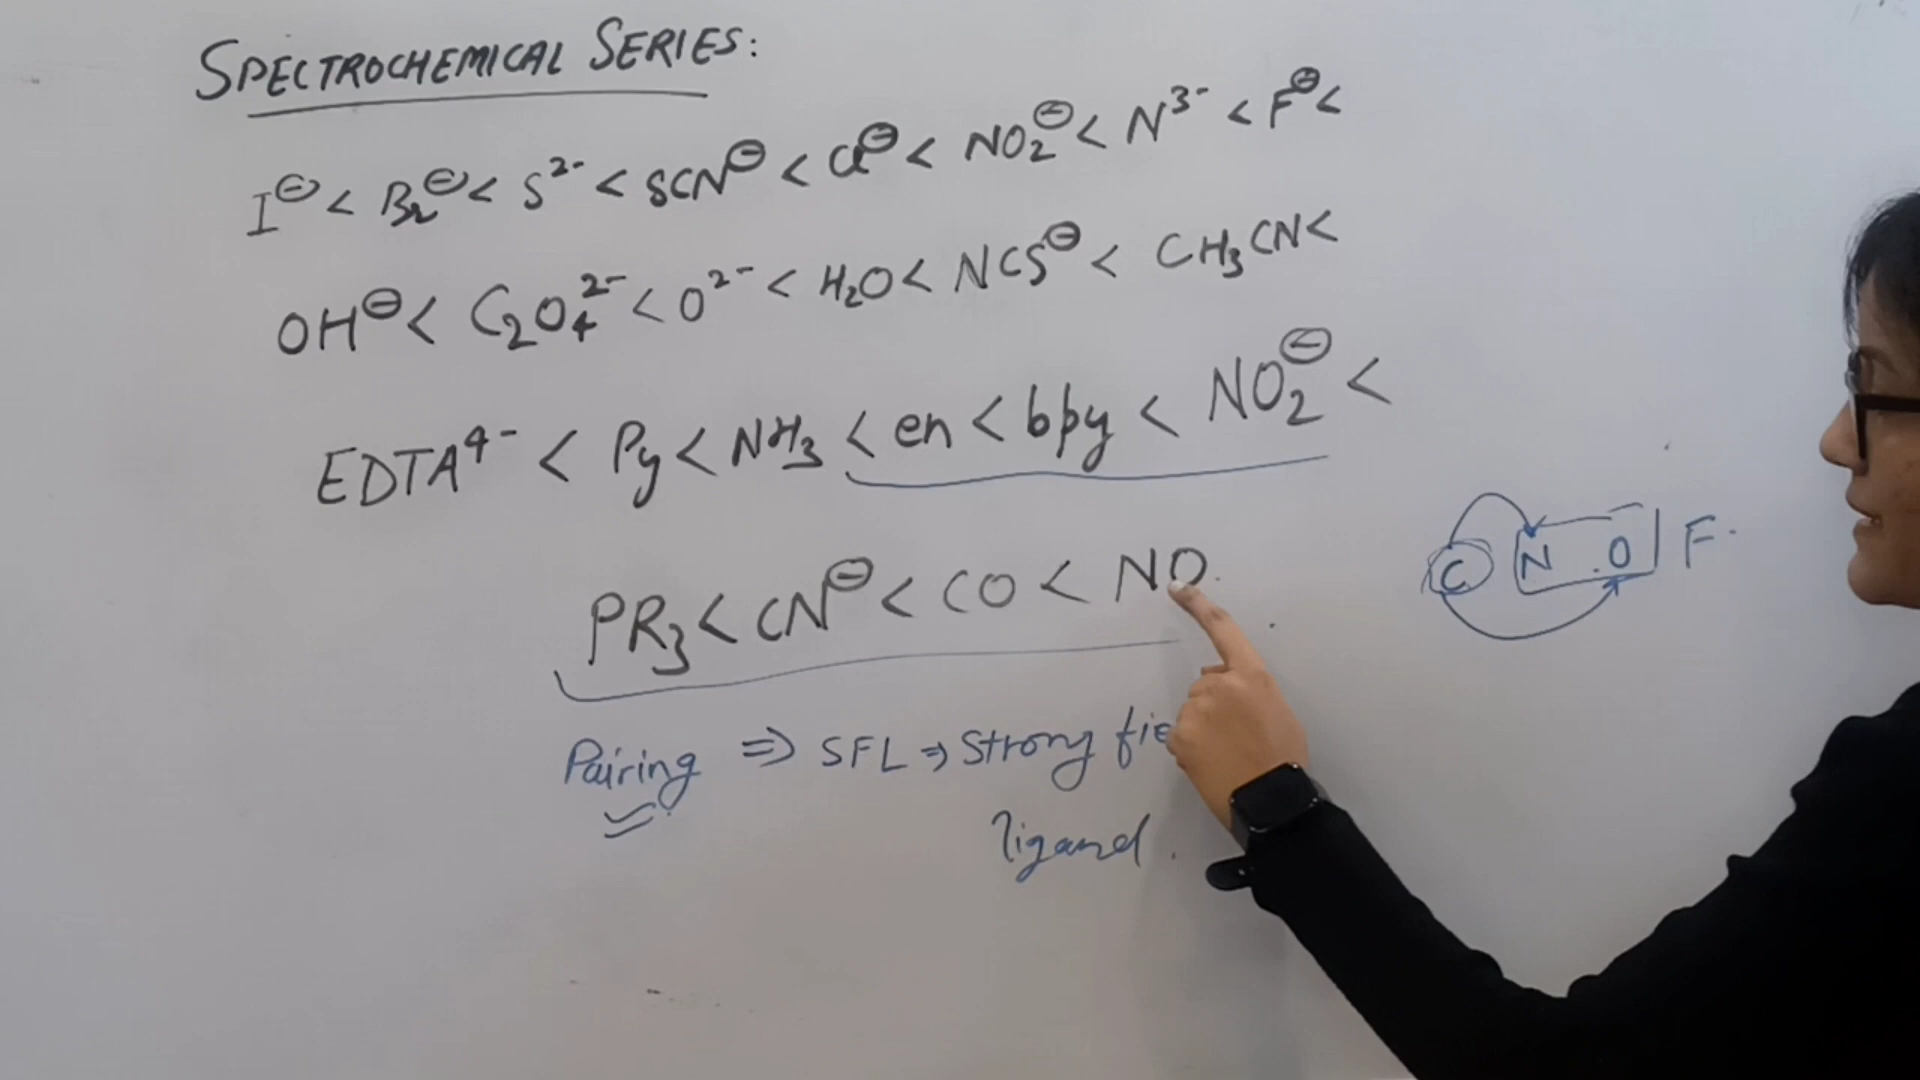 SPECTROCHEMICAL SERIES:
I⊖ < Br⊖ < S²⁻ < SCN⊖ < Cl⊖ < NO₂⊖ < N³⁻ < F⊖ <
OH⊖ < C₂O₄²⁻ < O²⁻ < H₂O < NCS⊖ < CH₃CN <
EDTA⁴⁻ < Py < NH₃ < en < bpy < NO₂⊖ <
PR₃ < CN⊖ < CO < NO.
C N O F
Pairing ⇒ SFL ⇒ Strong fie
ligand.